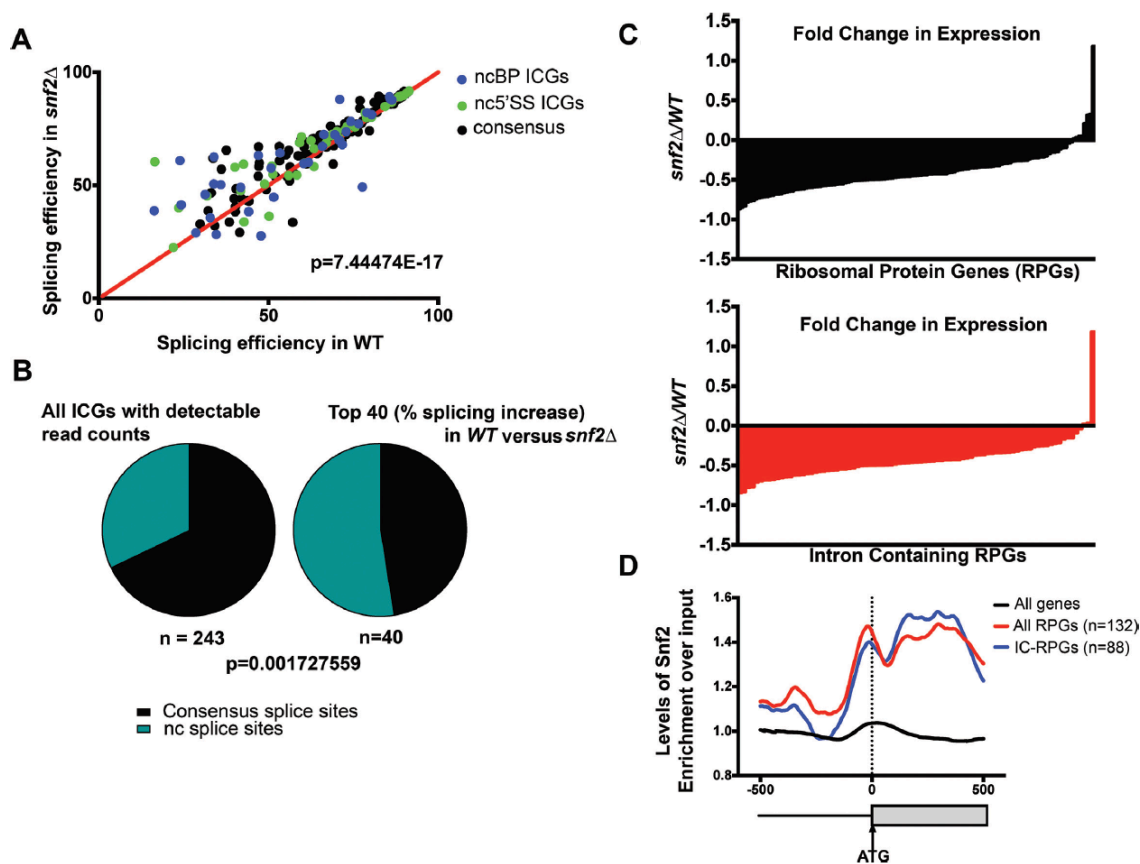 A
Splicing efficiency in snf2Δ
100
50
0
0
50
100
Splicing efficiency in WT
ncBP ICGs
nc5'SS ICGs
consensus
p=7.44474E-17
B
All ICGs with detectable
read counts
Top 40 (% splicing increase)
in WT versus snf2Δ
n = 243
n=40
p=0.001727559
Consensus splice sites
nc splice sites
C
Fold Change in Expression
snf2Δ/WT
1.5
1.0
0.5
0.0
-0.5
-1.0
-1.5
Ribosomal Protein Genes (RPGs)
Fold Change in Expression
snf2Δ/WT
1.5
1.0
0.5
0.0
-0.5
-1.0
-1.5
Intron Containing RPGs
D
Levels of Snf2
Enrichment over input
1.6
1.4
1.2
1.0
0.8
-500
0
500
All genes
All RPGs (n=132)
IC-RPGs (n=88)
ATG